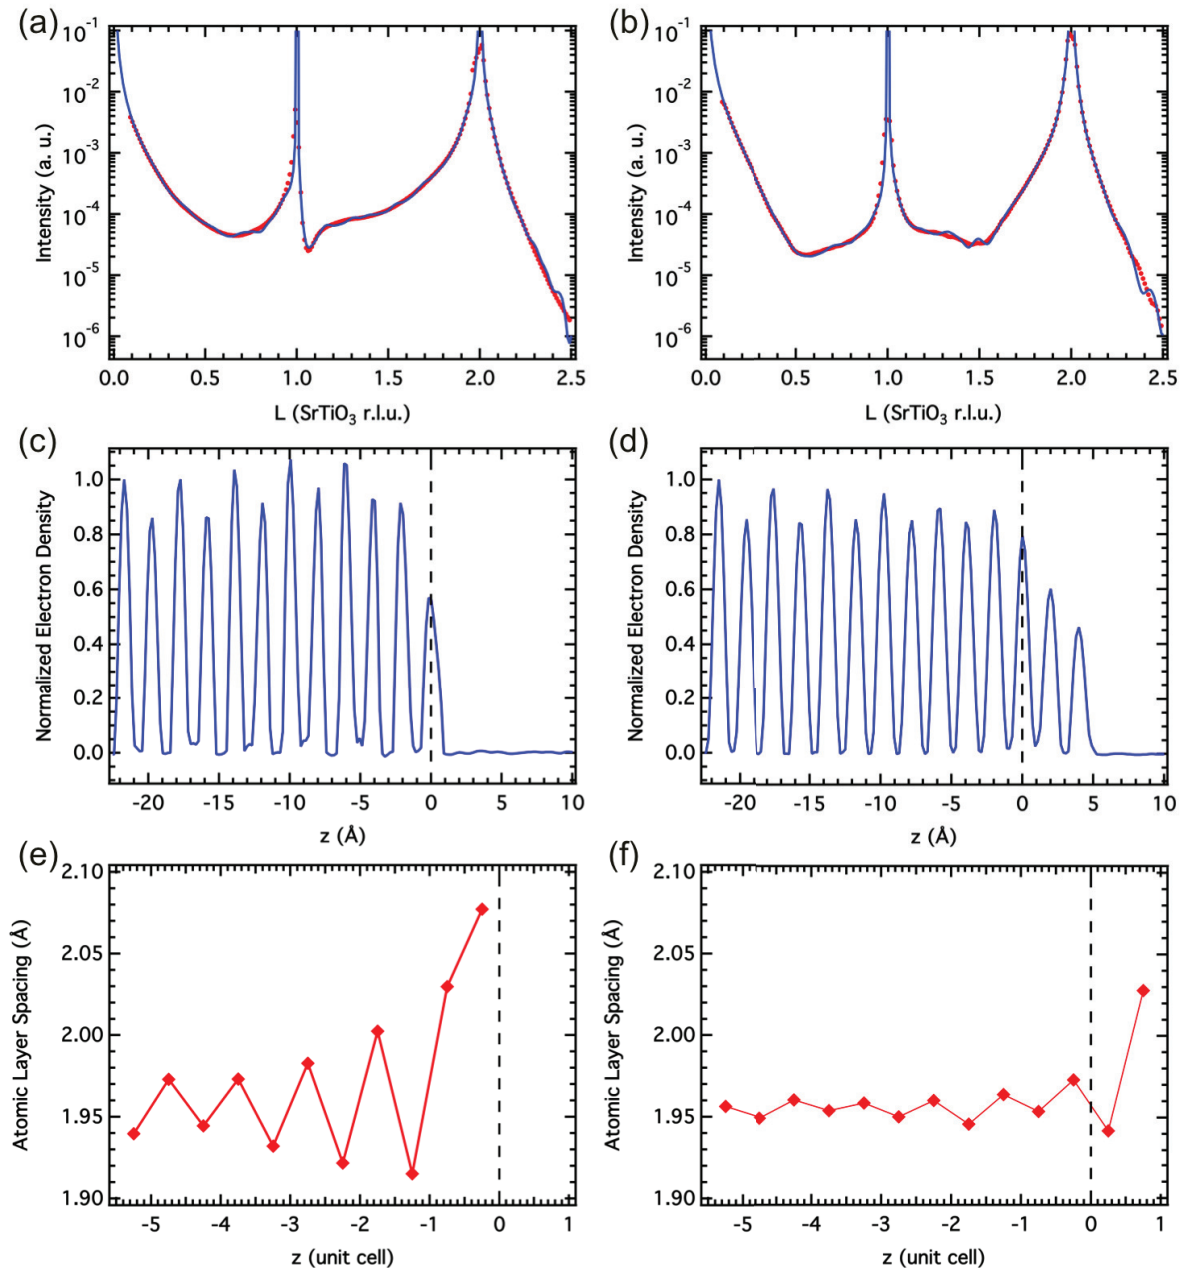 (a)
10^-1
10^-2
10^-3
10^-4
10^-5
10^-6
Intensity (a. u.)
0.0 0.5 1.0 1.5 2.0 2.5
L (SrTiO₃ r.l.u.)
(b)
10^-1
10^-2
10^-3
10^-4
10^-5
10^-6
Intensity (a. u.)
0.0 0.5 1.0 1.5 2.0 2.5
L (SrTiO₃ r.l.u.)
(c)
1.0
0.8
0.6
0.4
0.2
0.0
Normalized Electron Density
-20 -15 -10 -5 0 5 10
z (Å)
(d)
1.0
0.8
0.6
0.4
0.2
0.0
Normalized Electron Density
-20 -15 -10 -5 0 5 10
z (Å)
(e)
2.10
2.05
2.00
1.95
1.90
Atomic Layer Spacing (Å)
-5 -4 -3 -2 -1 0 1
z (unit cell)
(f)
2.10
2.05
2.00
1.95
1.90
Atomic Layer Spacing (Å)
-5 -4 -3 -2 -1 0 1
z (unit cell)